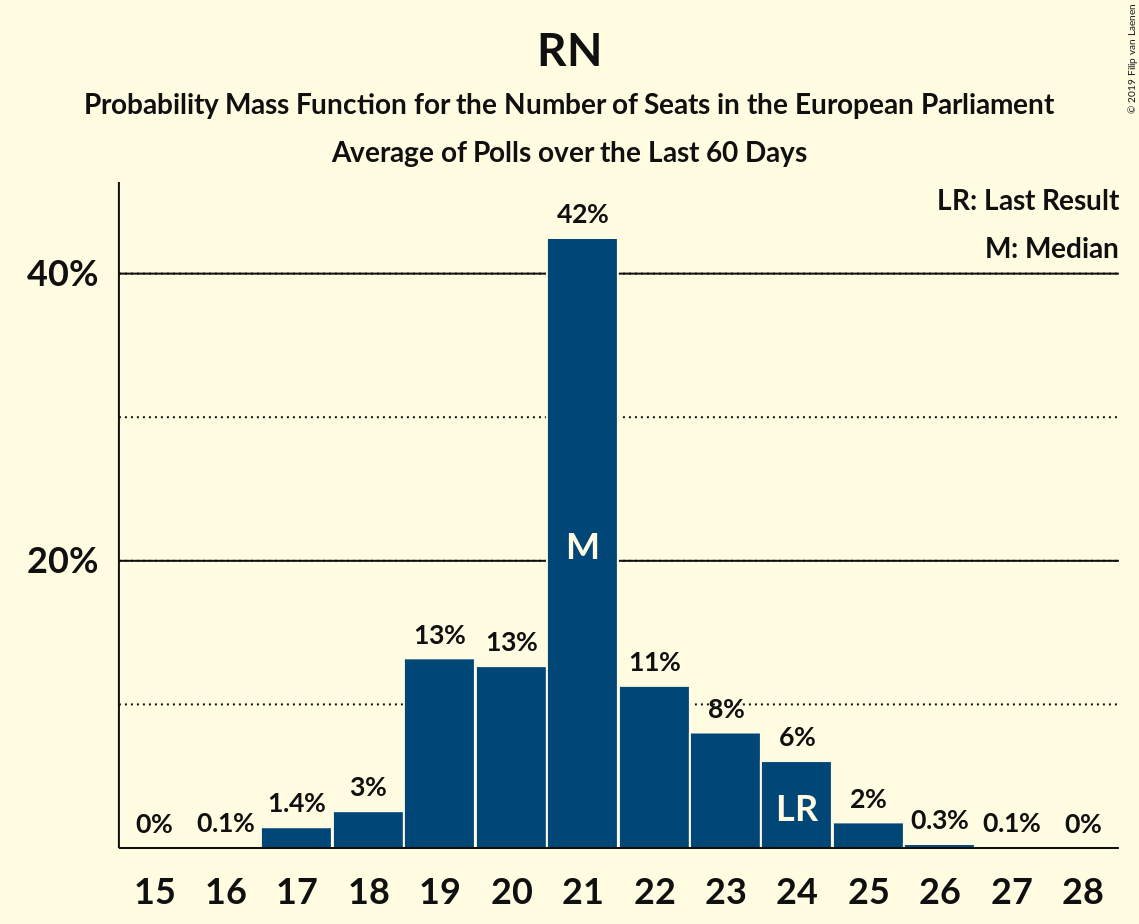 RN
Probability Mass Function for the Number of Seats in the European Parliament
Average of Polls over the Last 60 Days
© 2019 Filip van Laenen
LR: Last Result
M: Median
42%
40%
M
20%
13%
13%
11%
8%
6%
3%
2%
1.4%
LR
0%
0.1%
0.3%
0.1%
0%
15 16 17 18 19 20 21 22 23 24 25 26 27 28